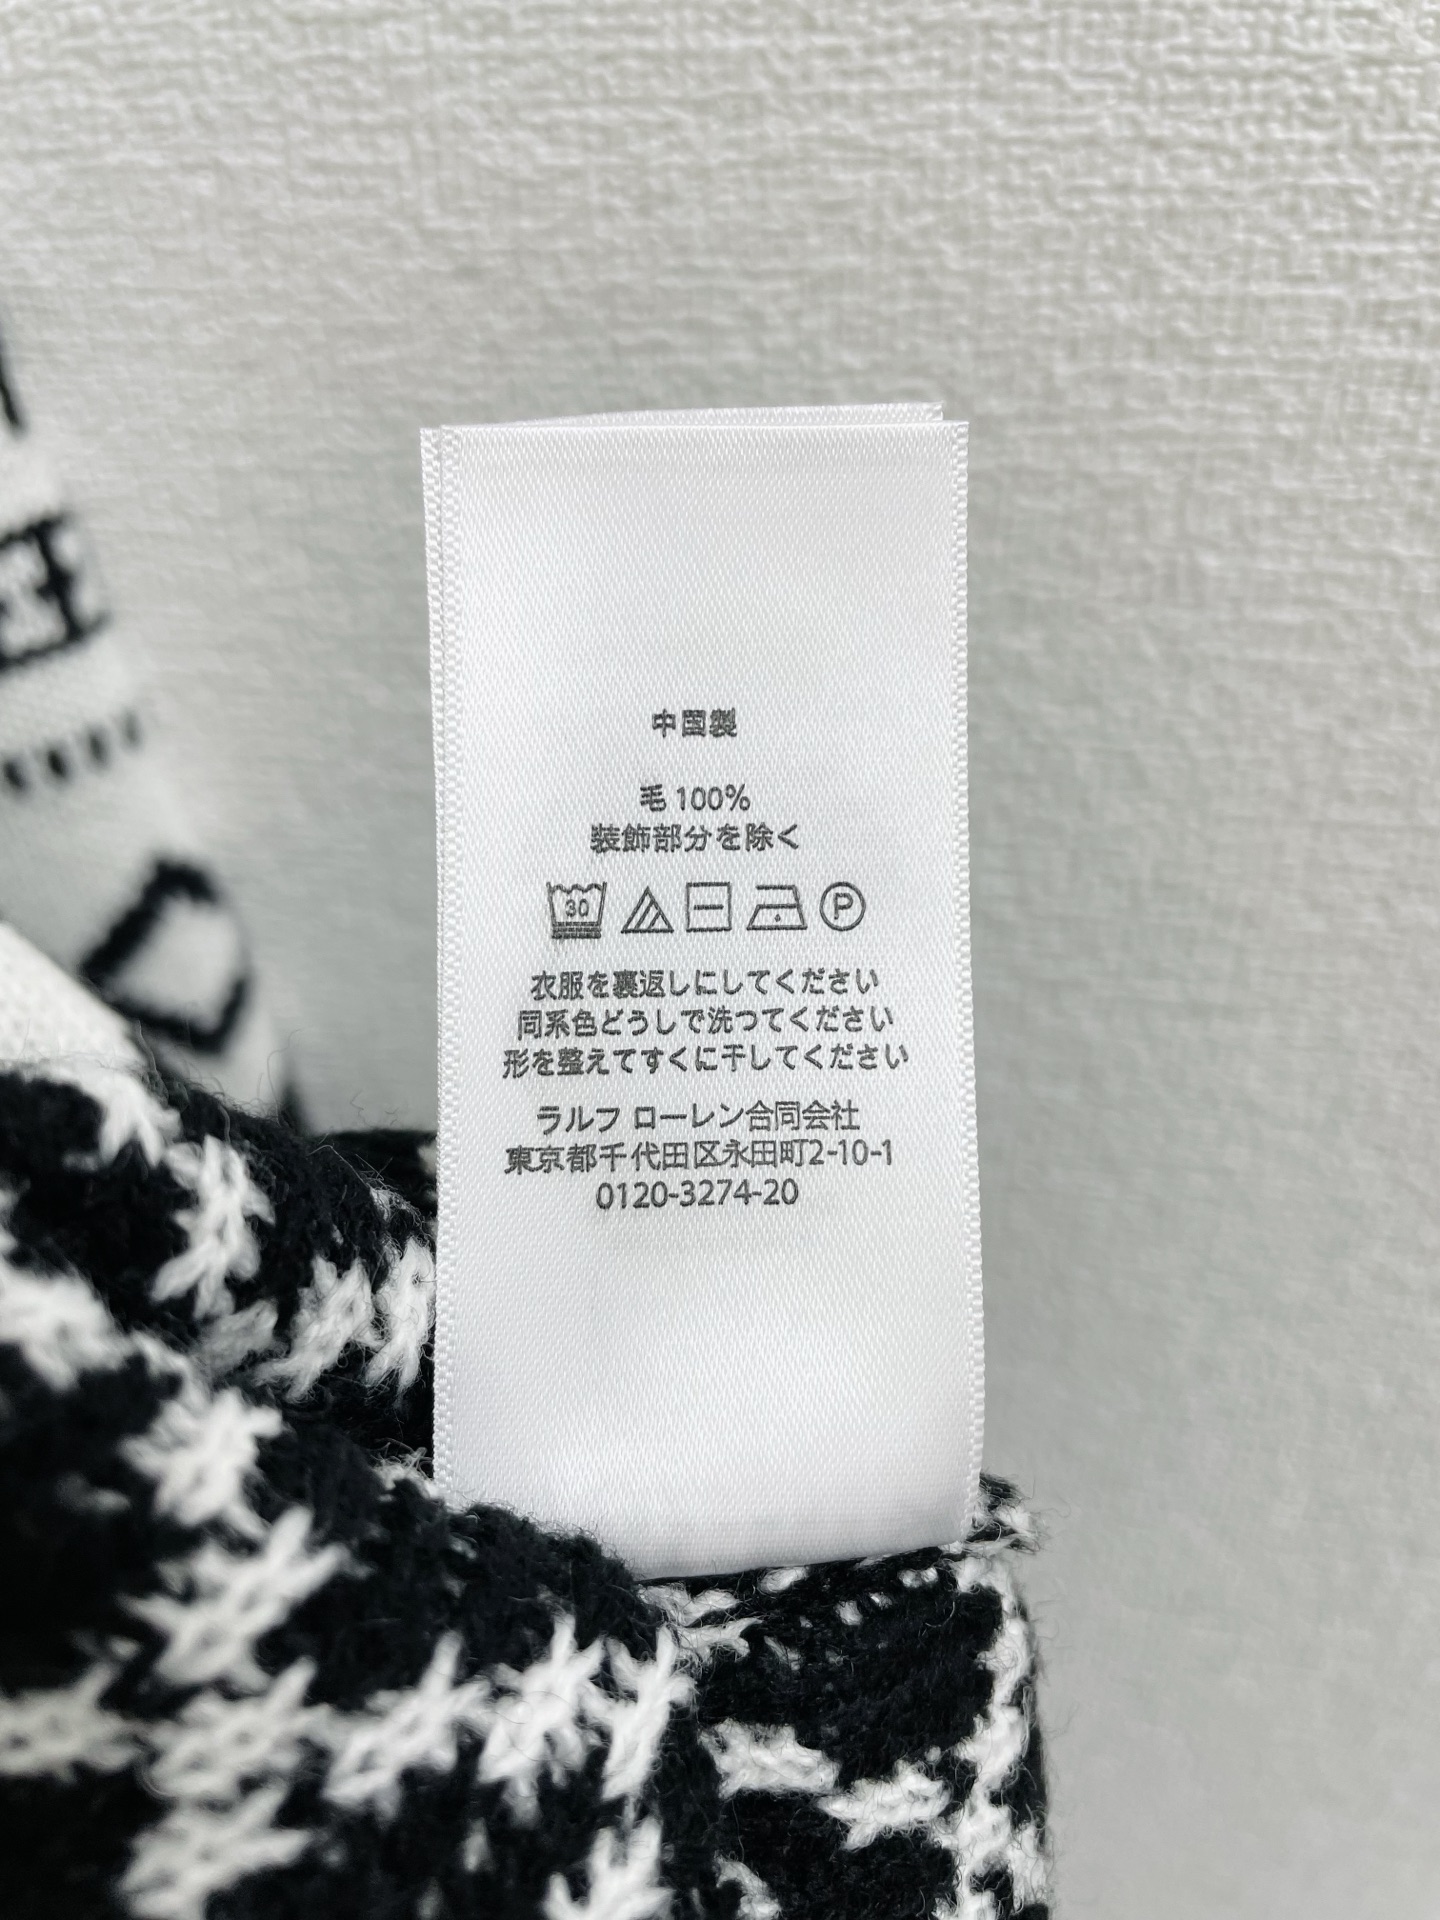 中国製
毛 100%
装飾部分を除く
30 P
衣服を裏返しにしてください
同系色どうしで洗つてください
形を整えてすぐに干してください
ラルフ ローレン合同会社
東京都千代田区永田町2-10-1
0120-3274-20